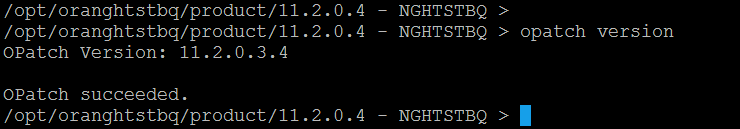 /opt/oranghtstbq/product/11.2.0.4 - NGHTSTBQ >
/opt/oranghtstbq/product/11.2.0.4 - NGHTSTBQ > opatch version
OPatch Version: 11.2.0.3.4
OPatch succeeded.
/opt/oranghtstbq/product/11.2.0.4 - NGHTSTBQ >